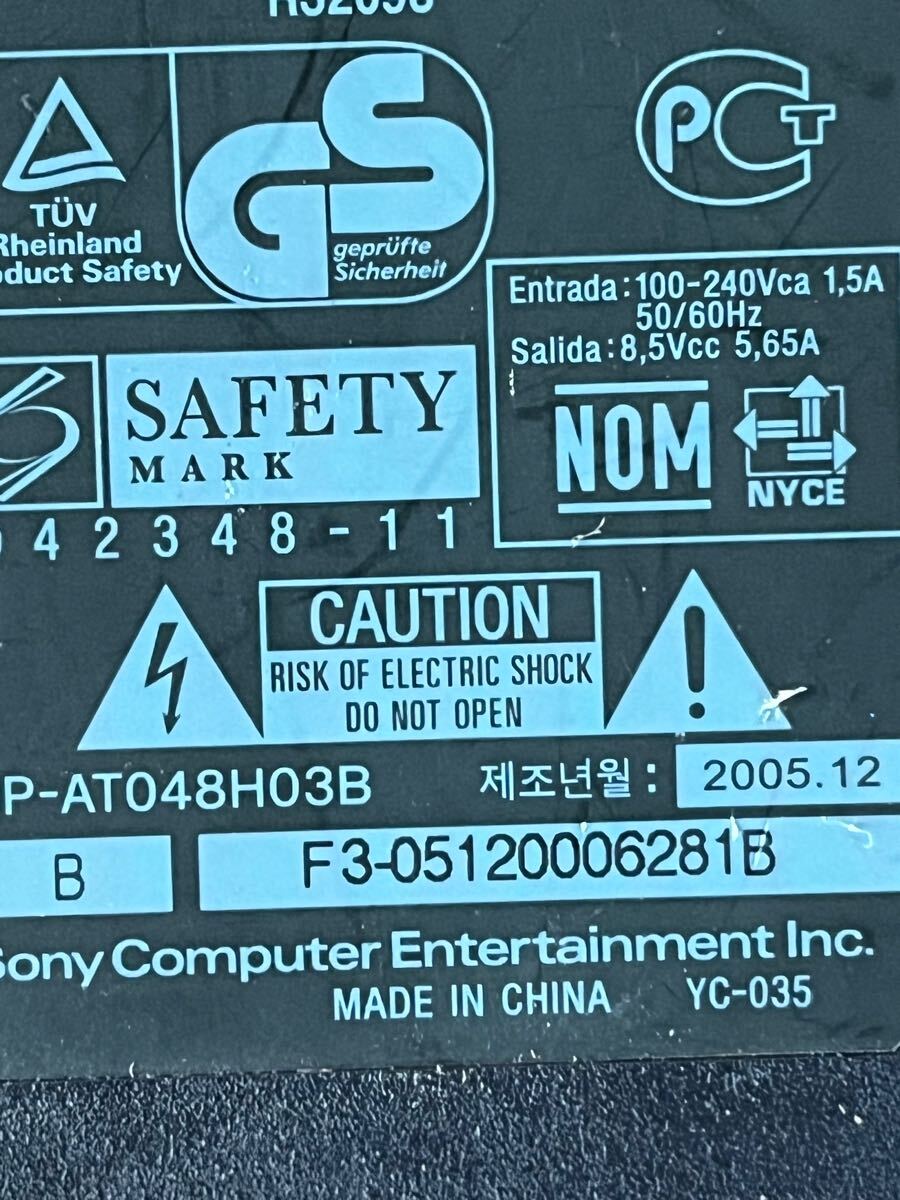 TÜV
Rheinland
Product Safety
GS
geprüfte
Sicherheit
PCT
Entrada:100-240Vca 1,5A
50/60Hz
Salida:8,5Vcc 5,65A
SAFETY
MARK
NOM
NYCE
42348-11
CAUTION
RISK OF ELECTRIC SHOCK
DO NOT OPEN
P-AT048H03B
제조년월: 2005.12
B
F3-051200006281B
Sony Computer Entertainment Inc.
MADE IN CHINA YC-035